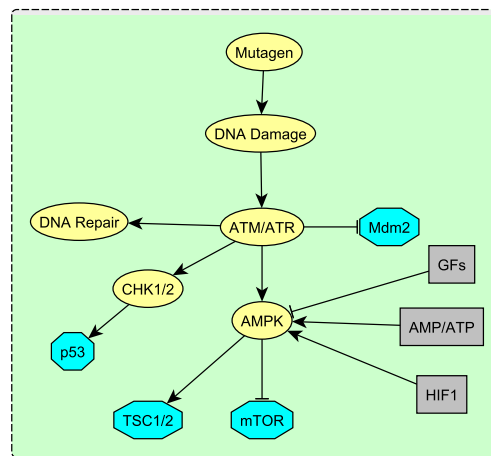 Mutagen
DNA Damage
DNA Repair
ATM/ATR
Mdm2
GFs
CHK1/2
AMPK
AMP/ATP
p53
HIF1
TSC1/2
mTOR